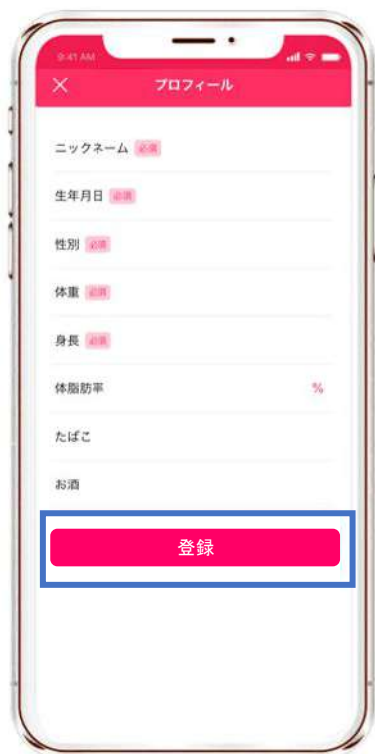 9:41 AM
プロフィール
ニックネーム 必須
生年月日 必須
性別 必須
体重 必須
身長 必須
体脂肪率 %
たばこ
お酒
登録